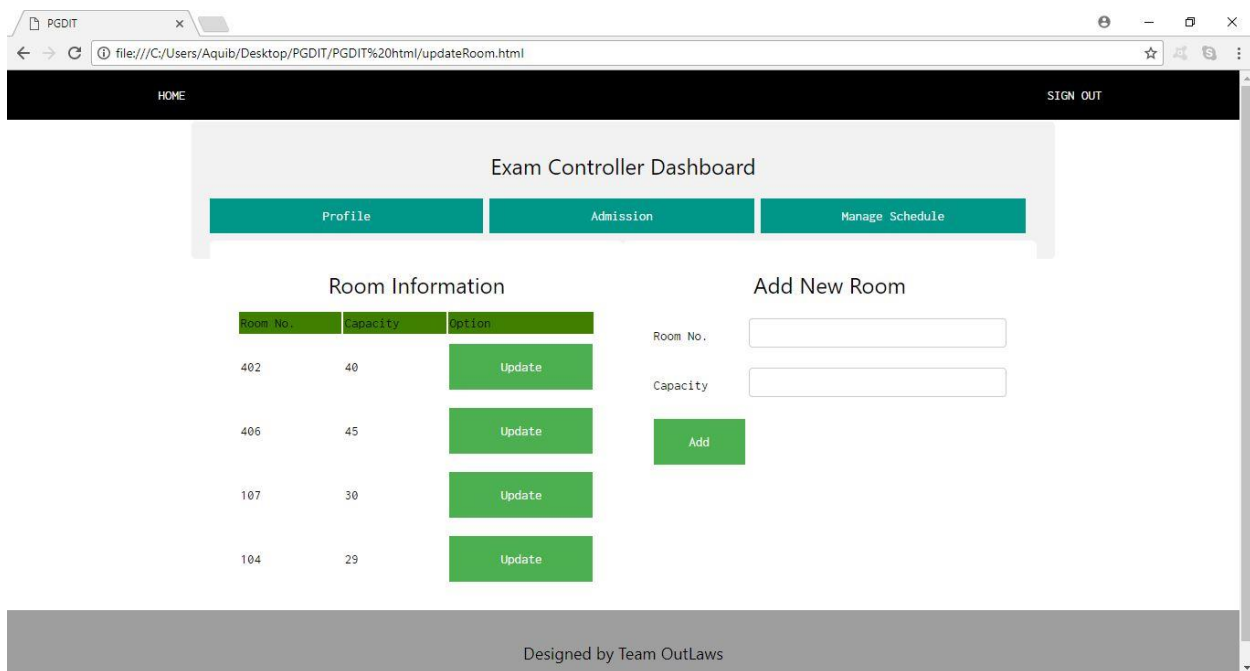 PGDIT
file:///C:/Users/Aquib/Desktop/PGDIT/PGDIT%20html/updateRoom.html
HOME SIGN OUT
Exam Controller Dashboard
Profile Admission Manage Schedule
Room Information
Room No. Capacity Option
402 40 Update
406 45 Update
107 30 Update
104 29 Update
Add New Room
Room No.
Capacity
Add
Designed by Team OutLaws